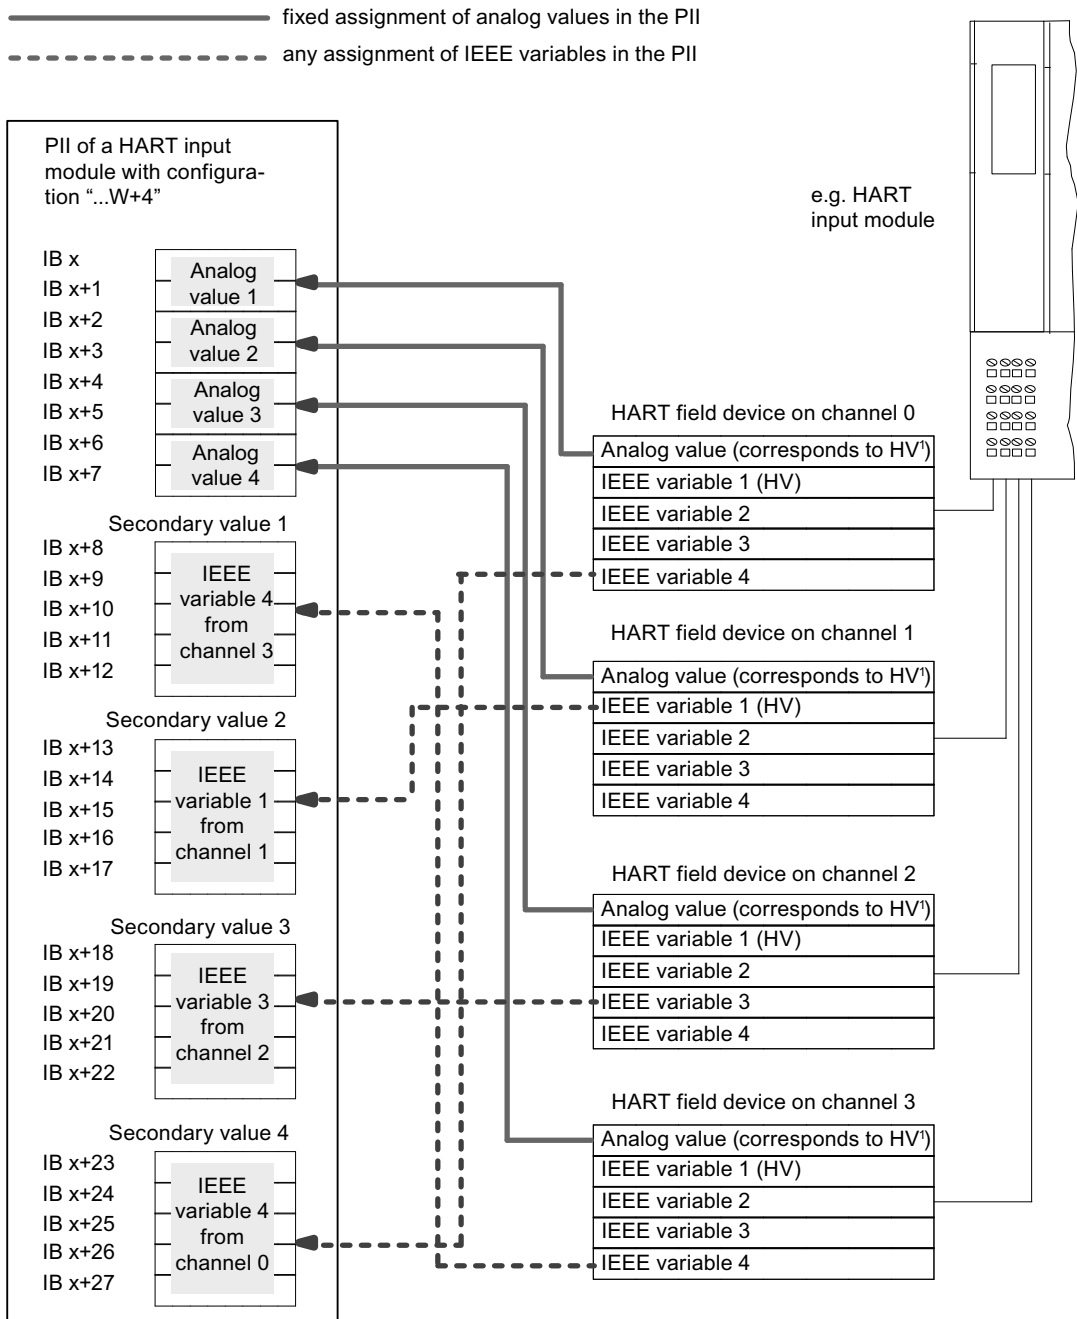 fixed assignment of analog values in the PII
any assignment of IEEE variables in the PII
PII of a HART input
module with configura-
tion “...W+4”
e.g. HART
input module
IB x
IB x+1
IB x+2
IB x+3
IB x+4
IB x+5
IB x+6
IB x+7
Analog
value 1
Analog
value 2
Analog
value 3
Analog
value 4
Secondary value 1
IB x+8
IB x+9
IB x+10
IB x+11
IB x+12
IEEE
variable 4
from
channel 3
Secondary value 2
IB x+13
IB x+14
IB x+15
IB x+16
IB x+17
IEEE
variable 1
from
channel 1
Secondary value 3
IB x+18
IB x+19
IB x+20
IB x+21
IB x+22
IEEE
variable 3
from
channel 2
Secondary value 4
IB x+23
IB x+24
IB x+25
IB x+26
IB x+27
IEEE
variable 4
from
channel 0
HART field device on channel 0
Analog value (corresponds to HV¹)
IEEE variable 1 (HV)
IEEE variable 2
IEEE variable 3
IEEE variable 4
HART field device on channel 1
Analog value (corresponds to HV¹)
IEEE variable 1 (HV)
IEEE variable 2
IEEE variable 3
IEEE variable 4
HART field device on channel 2
Analog value (corresponds to HV¹)
IEEE variable 1 (HV)
IEEE variable 2
IEEE variable 3
IEEE variable 4
HART field device on channel 3
Analog value (corresponds to HV¹)
IEEE variable 1 (HV)
IEEE variable 2
IEEE variable 3
IEEE variable 4